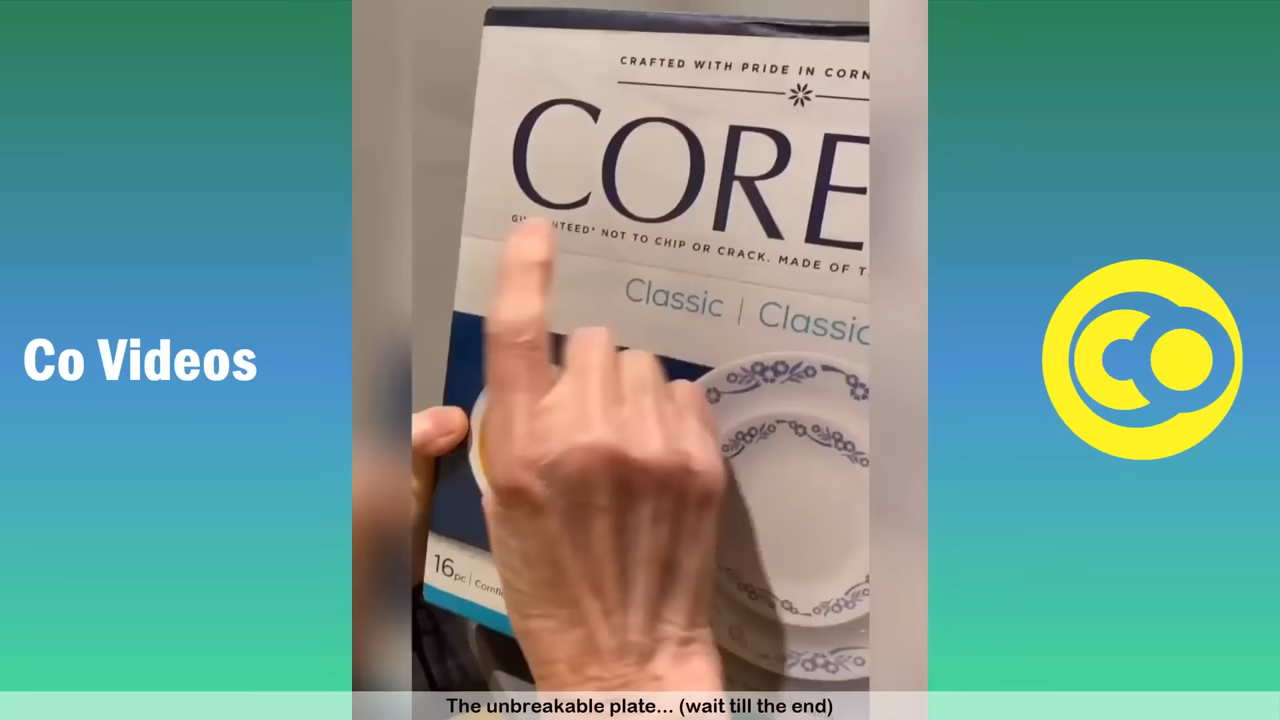 CRAFTED WITH PRIDE IN CORN
CORE
NOT TO CHIP OR CRACK. MADE OF
Classic | Classic
16pc |
Co Videos
CO
The unbreakable plate... (wait till the end)